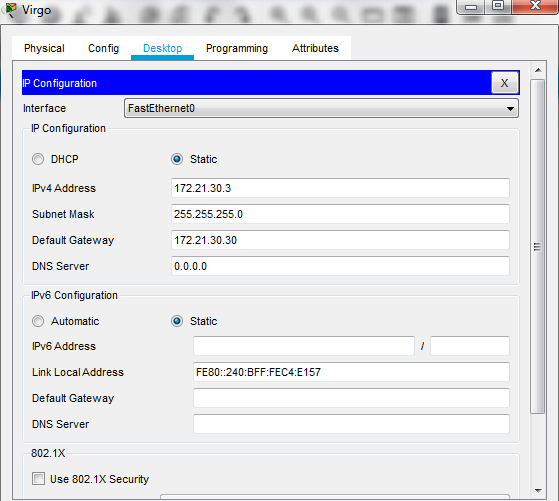 Virgo
Physical Config Desktop Programming Attributes
IP Configuration X
Interface FastEthernet0
IP Configuration
DHCP Static
IPv4 Address 172.21.30.3
Subnet Mask 255.255.255.0
Default Gateway 172.21.30.30
DNS Server 0.0.0.0
IPv6 Configuration
Automatic Static
IPv6 Address /
Link Local Address FE80::240:BFF:FEC4:E157
Default Gateway
DNS Server
802.1X
Use 802.1X Security